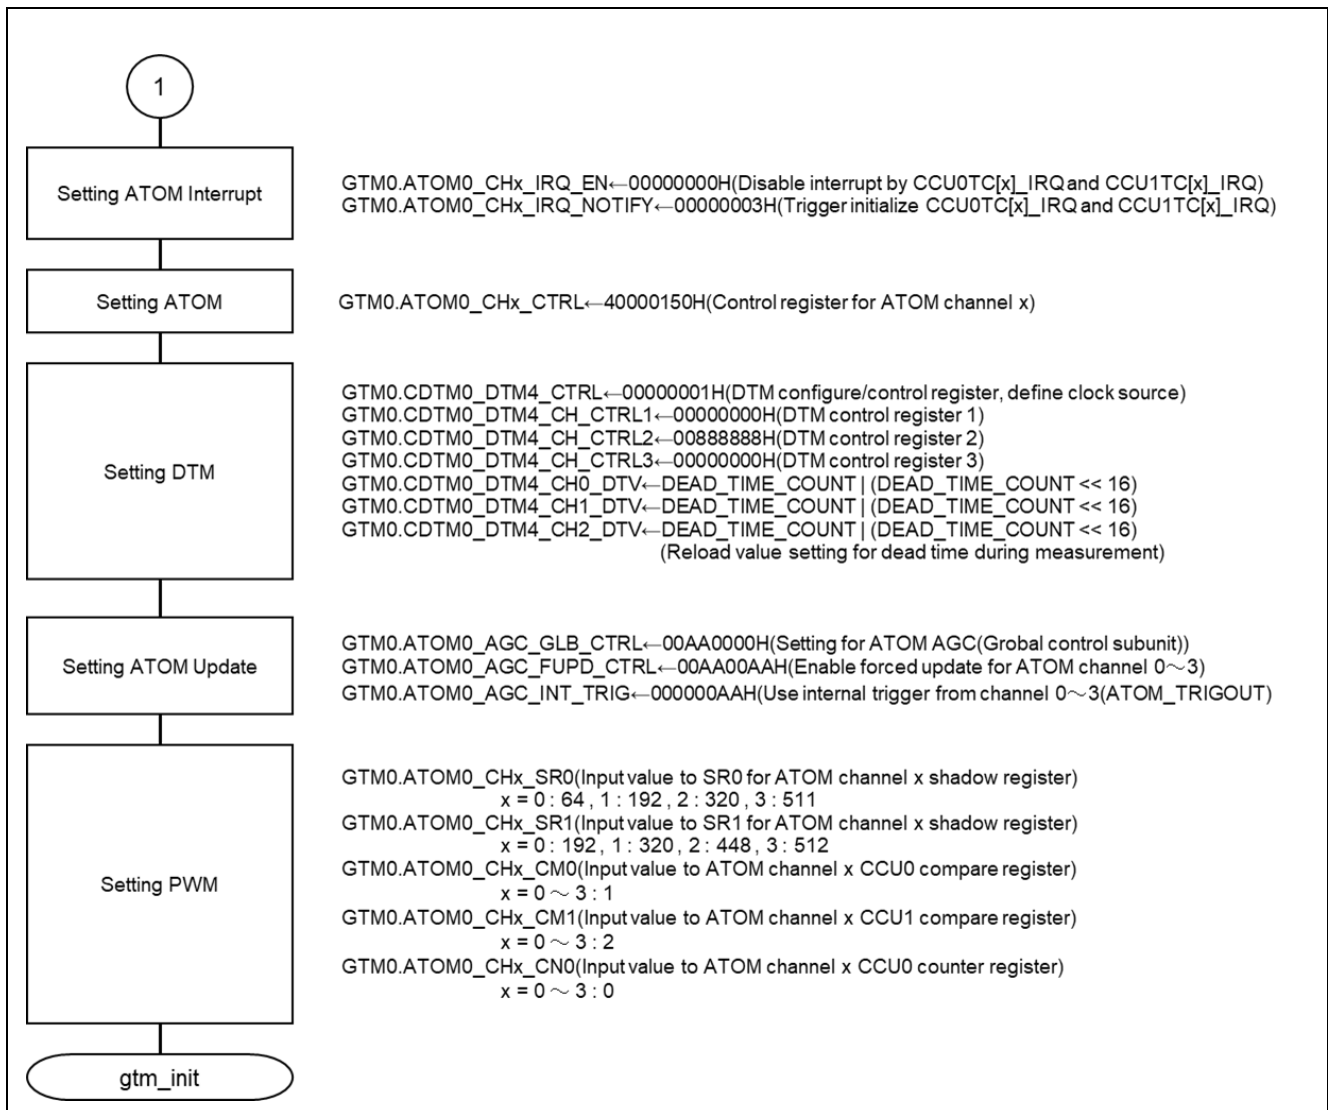 1
Setting ATOM Interrupt
GTM0.ATOM0_CHx_IRQ_EN←00000000H(Disable interrupt by CCU0TC[x]_IRQand CCU1TC[x]_IRQ)
GTM0.ATOM0_CHx_IRQ_NOTIFY←00000003H(Trigger initialize CCU0TC[x]_IRQand CCU1TC[x]_IRQ)
Setting ATOM
GTM0.ATOM0_CHx_CTRL←40000150H(Control register for ATOM channel x)
Setting DTM
GTM0.CDTM0_DTM4_CTRL←00000001H(DTM configure/control register, define clock source)
GTM0.CDTM0_DTM4_CH_CTRL1←00000000H(DTM control register 1)
GTM0.CDTM0_DTM4_CH_CTRL2←00888888H(DTM control register 2)
GTM0.CDTM0_DTM4_CH_CTRL3←00000000H(DTM control register 3)
GTM0.CDTM0_DTM4_CH0_DTV←DEAD_TIME_COUNT | (DEAD_TIME_COUNT << 16)
GTM0.CDTM0_DTM4_CH1_DTV←DEAD_TIME_COUNT | (DEAD_TIME_COUNT << 16)
GTM0.CDTM0_DTM4_CH2_DTV←DEAD_TIME_COUNT | (DEAD_TIME_COUNT << 16)
(Reload value setting for dead time during measurement)
Setting ATOM Update
GTM0.ATOM0_AGC_GLB_CTRL←00AA0000H(Setting for ATOM AGC(Grobal control subunit))
GTM0.ATOM0_AGC_FUPD_CTRL←00AA00AAH(Enable forced update for ATOM channel 0～3)
GTM0.ATOM0_AGC_INT_TRIG←000000AAH(Use internal trigger from channel 0～3(ATOM_TRIGOUT)
Setting PWM
GTM0.ATOM0_CHx_SR0(Input value to SR0 for ATOM channel x shadow register)
x = 0 : 64 , 1 : 192 , 2 : 320 , 3 : 511
GTM0.ATOM0_CHx_SR1(Input value to SR1 for ATOM channel x shadow register)
x = 0 : 192, 1 : 320, 2 : 448, 3 : 512
GTM0.ATOM0_CHx_CM0(Input value to ATOM channel x CCU0 compare register)
x = 0 ～ 3 : 1
GTM0.ATOM0_CHx_CM1(Input value to ATOM channel x CCU1 compare register)
x = 0 ～ 3 : 2
GTM0.ATOM0_CHx_CN0(Input value to ATOM channel x CCU0 counter register)
x = 0 ～ 3 : 0
gtm_init